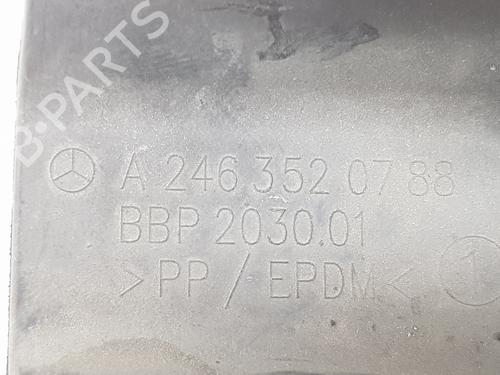 B-PARTS
A 246 352 07 88
BBP 2030.01
>PP / EPDM<
1